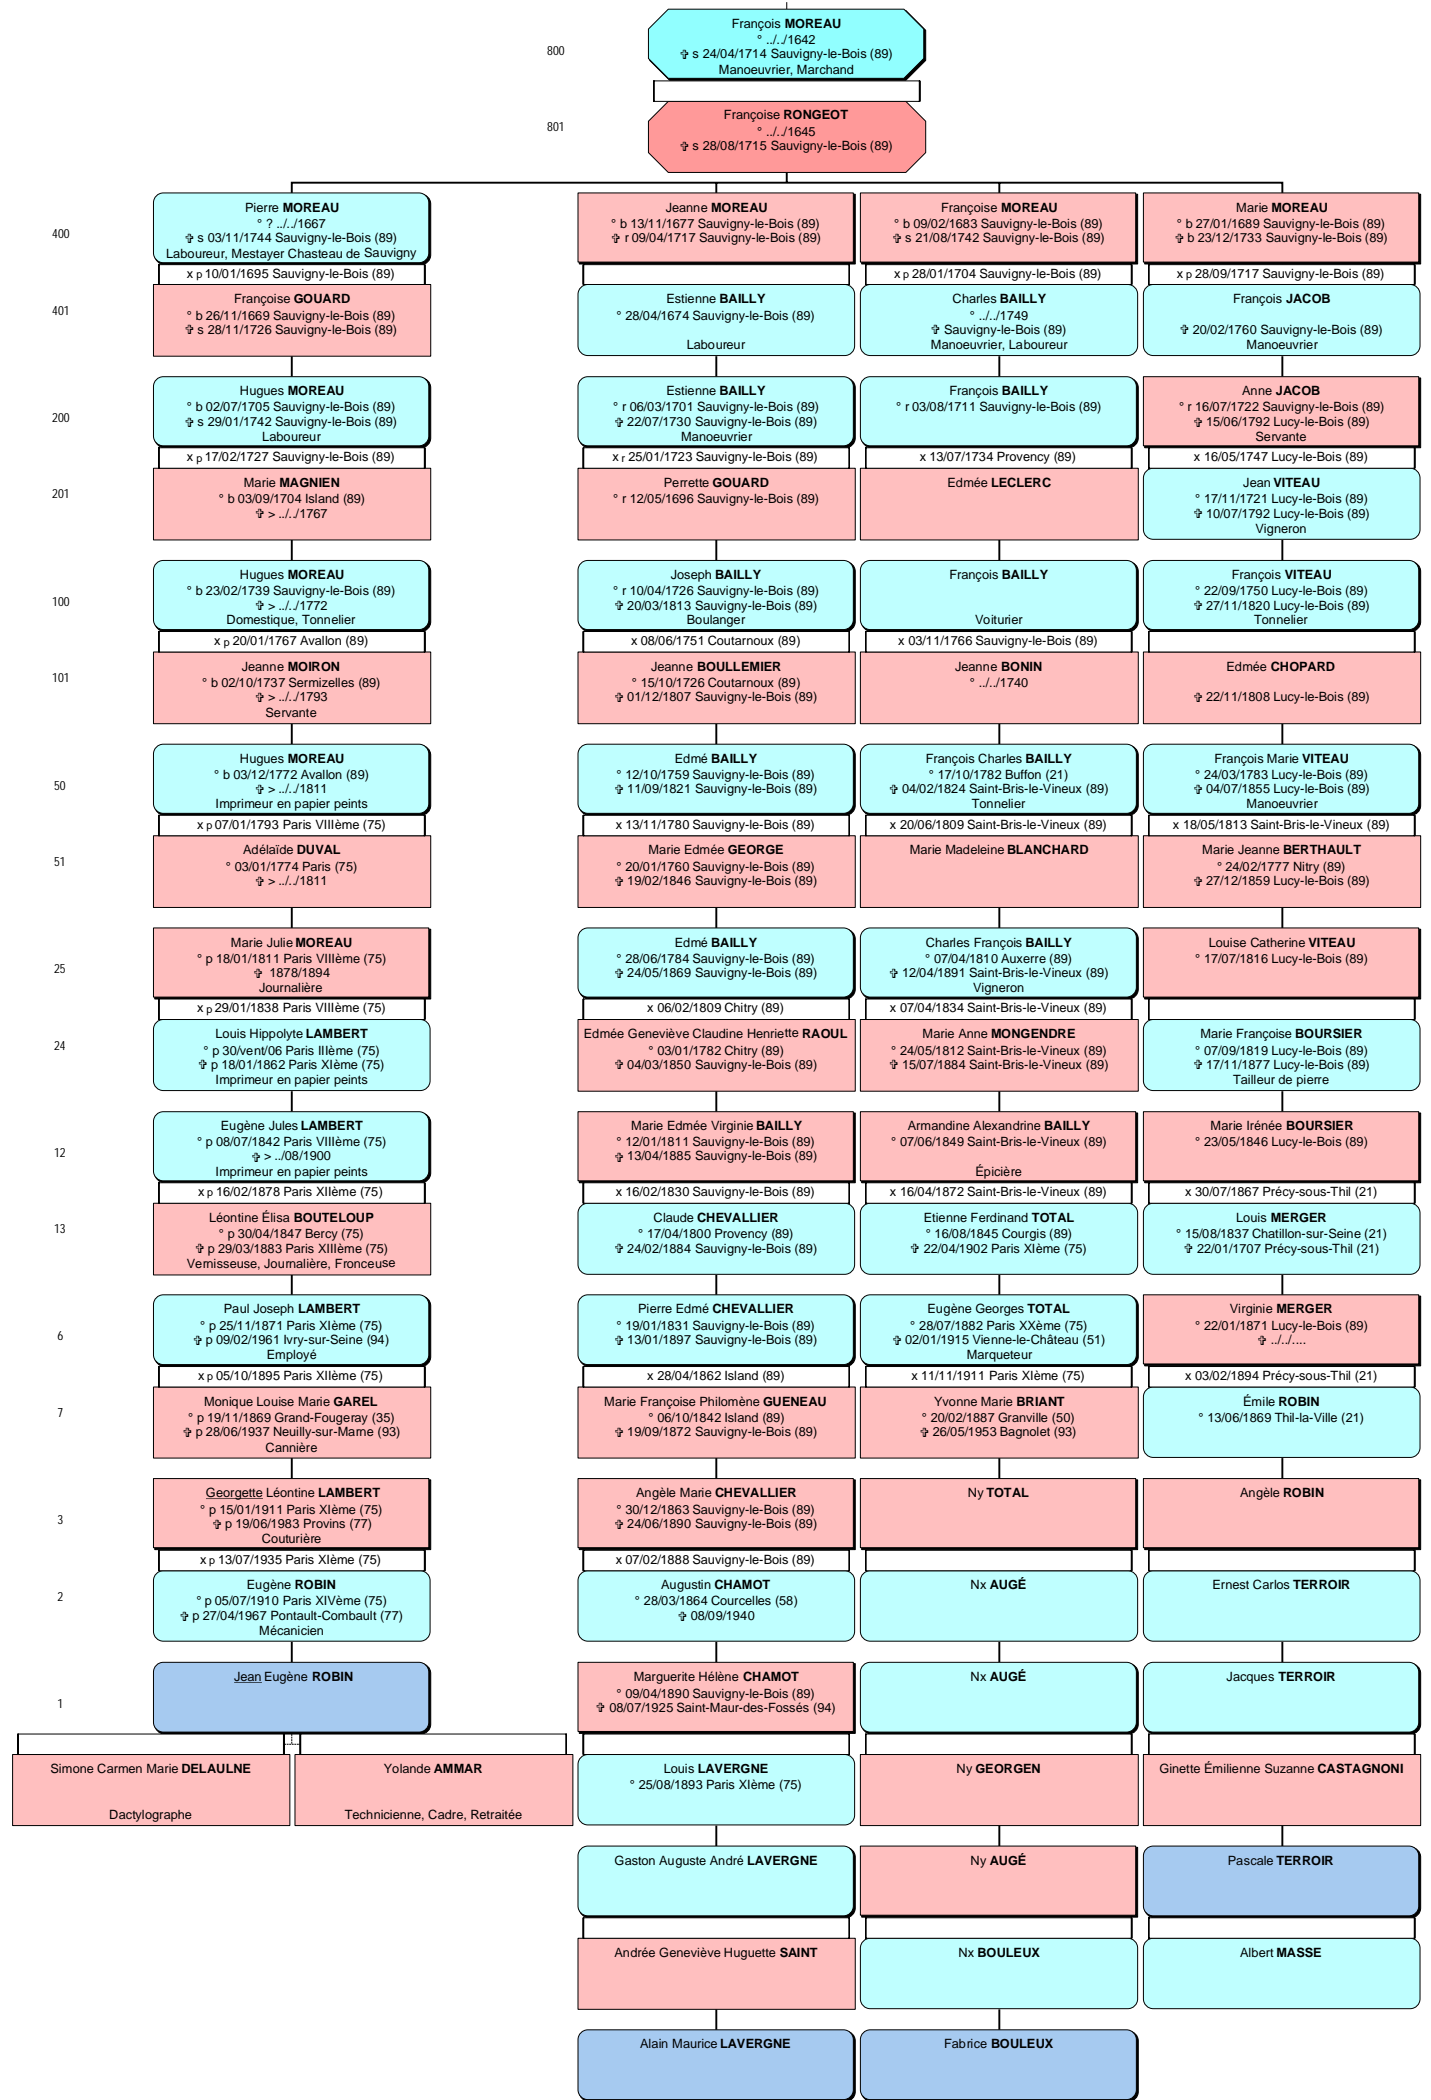 François MOREAU
° ../../1642
✞ s 24/04/1714 Sauvigny-le-Bois (89)
Manoeuvrier, Marchand
800
Françoise RONGEOT
° ../../1645
✞ s 28/08/1715 Sauvigny-le-Bois (89)
801
400
Pierre MOREAU
° ? ../../1667
✞ s 03/11/1744 Sauvigny-le-Bois (89)
Laboureur, Mestayer Chasteau de Sauvigny
x p 10/01/1695 Sauvigny-le-Bois (89)
401
Françoise GOUARD
° b 26/11/1669 Sauvigny-le-Bois (89)
✞ s 28/11/1726 Sauvigny-le-Bois (89)
200
Hugues MOREAU
° b 02/07/1705 Sauvigny-le-Bois (89)
✞ s 29/01/1742 Sauvigny-le-Bois (89)
Laboureur
x p 17/02/1727 Sauvigny-le-Bois (89)
201
Marie MAGNIEN
° b 03/09/1704 Island (89)
✞ > ../../1767
100
Hugues MOREAU
° b 23/02/1739 Sauvigny-le-Bois (89)
✞ > ../../1772
Domestique, Tonnelier
x p 20/01/1767 Avallon (89)
101
Jeanne MOIRON
° b 02/10/1737 Sermizelles (89)
✞ > ../../1793
Servante
50
Hugues MOREAU
° b 03/12/1772 Avallon (89)
✞ > ../../1811
Imprimeur en papier peints
x p 07/01/1793 Paris VIIIème (75)
51
Adélaïde DUVAL
° 03/01/1774 Paris (75)
✞ > ../../1811
25
Marie Julie MOREAU
° p 18/01/1811 Paris VIIIème (75)
✞ 1878/1894
Journalière
x p 29/01/1838 Paris VIIIème (75)
24
Louis Hippolyte LAMBERT
° p 30/vent/06 Paris IIème (75)
✞ p 18/01/1862 Paris XIème (75)
Imprimeur en papier peints
12
Eugène Jules LAMBERT
° p 08/07/1842 Paris VIIIème (75)
✞ > ../08/1900
Imprimeur en papier peints
x p 16/02/1878 Paris XIIème (75)
13
Léontine Élisa BOUTELOUP
° p 30/04/1847 Bercy (75)
✞ p 29/03/1883 Paris XIIIème (75)
Vernisseuse, Journalière, Fronceuse
6
Paul Joseph LAMBERT
° p 25/11/1871 Paris XIème (75)
✞ p 09/02/1961 Ivry-sur-Seine (94)
Employé
x p 05/10/1895 Paris XIIème (75)
7
Monique Louise Marie GAREL
° p 19/11/1869 Grand-Fougeray (35)
✞ p 28/06/1937 Neuilly-sur-Marne (93)
Cannière
3
Georgette Léontine LAMBERT
° p 15/01/1911 Paris XIème (75)
✞ p 19/06/1983 Provins (77)
Couturière
x p 13/07/1935 Paris XIème (75)
2
Eugène ROBIN
° p 05/07/1910 Paris XIVème (75)
✞ p 27/04/1967 Pontault-Combault (77)
Mécanicien
1
Jean Eugène ROBIN
Simone Carmen Marie DELAULNE
Dactylographe
Yolande AMMAR
Technicienne, Cadre, Retraitée
Jeanne MOREAU
° b 13/11/1677 Sauvigny-le-Bois (89)
✞ r 09/04/1717 Sauvigny-le-Bois (89)
Estienne BAILLY
° 28/04/1674 Sauvigny-le-Bois (89)
Laboureur
Estienne BAILLY
° r 06/03/1701 Sauvigny-le-Bois (89)
✞ 22/07/1730 Sauvigny-le-Bois (89)
Manoeuvrier
x r 25/01/1723 Sauvigny-le-Bois (89)
Perrette GOUARD
° r 12/05/1696 Sauvigny-le-Bois (89)
Joseph BAILLY
° r 10/04/1726 Sauvigny-le-Bois (89)
✞ 20/03/1813 Sauvigny-le-Bois (89)
Boulanger
x 08/06/1751 Coutarnoux (89)
Jeanne BOULLEMIER
° 15/10/1726 Coutarnoux (89)
✞ 01/12/1807 Sauvigny-le-Bois (89)
Edmé BAILLY
° 12/10/1759 Sauvigny-le-Bois (89)
✞ 11/09/1821 Sauvigny-le-Bois (89)
x 13/11/1780 Sauvigny-le-Bois (89)
Marie Edmée GEORGE
° 20/01/1760 Sauvigny-le-Bois (89)
✞ 19/02/1846 Sauvigny-le-Bois (89)
Edmé BAILLY
° 28/06/1784 Sauvigny-le-Bois (89)
✞ 24/05/1869 Sauvigny-le-Bois (89)
x 06/02/1809 Chitry (89)
Edmée Geneviève Claudine Henriette RAOUL
° 03/01/1782 Chitry (89)
✞ 04/03/1850 Sauvigny-le-Bois (89)
Marie Edmée Virginie BAILLY
° 12/01/1811 Sauvigny-le-Bois (89)
✞ 13/04/1885 Sauvigny-le-Bois (89)
x 16/02/1830 Sauvigny-le-Bois (89)
Claude CHEVALLIER
° 17/04/1800 Provency (89)
✞ 24/02/1884 Sauvigny-le-Bois (89)
Pierre Edmé CHEVALLIER
° 19/01/1831 Sauvigny-le-Bois (89)
✞ 13/01/1897 Sauvigny-le-Bois (89)
x 28/04/1862 Island (89)
Marie Françoise Philomène GUENEAU
° 06/10/1842 Island (89)
✞ 19/09/1872 Sauvigny-le-Bois (89)
Angèle Marie CHEVALLIER
° 30/12/1863 Sauvigny-le-Bois (89)
✞ 24/06/1890 Sauvigny-le-Bois (89)
x 07/02/1888 Sauvigny-le-Bois (89)
Augustin CHAMOT
° 28/03/1864 Courcelles (58)
✞ 08/09/1940
Marguerite Hélène CHAMOT
° 09/04/1890 Sauvigny-le-Bois (89)
✞ 08/07/1925 Saint-Maur-des-Fossés (94)
Louis LAVERGNE
° 25/08/1893 Paris XIème (75)
Gaston Auguste André LAVERGNE
Andrée Geneviève Huguette SAINT
Alain Maurice LAVERGNE
Françoise MOREAU
° b 09/02/1683 Sauvigny-le-Bois (89)
✞ s 21/08/1742 Sauvigny-le-Bois (89)
x p 28/01/1704 Sauvigny-le-Bois (89)
Charles BAILLY
° ../../1749
✞ Sauvigny-le-Bois (89)
Manoeuvrier, Laboureur
François BAILLY
° r 03/08/1711 Sauvigny-le-Bois (89)
x 13/07/1734 Provency (89)
Edmée LECLERC
François BAILLY
Voiturier
x 03/11/1766 Sauvigny-le-Bois (89)
Jeanne BONIN
° ../../1740
François Charles BAILLY
° 17/10/1782 Buffon (21)
✞ 04/02/1824 Saint-Bris-le-Vineux (89)
Tonnelier
x 20/06/1809 Saint-Bris-le-Vineux (89)
Marie Madeleine BLANCHARD
Charles François BAILLY
° 07/04/1810 Auxerre (89)
✞ 12/04/1891 Saint-Bris-le-Vineux (89)
Vigneron
x 07/04/1834 Saint-Bris-le-Vineux (89)
Marie Anne MONGENDRE
° 24/05/1812 Saint-Bris-le-Vineux (89)
✞ 15/07/1884 Saint-Bris-le-Vineux (89)
Armandine Alexandrine BAILLY
° 07/06/1849 Saint-Bris-le-Vineux (89)
Épicière
x 16/04/1872 Saint-Bris-le-Vineux (89)
Etienne Ferdinand TOTAL
° 16/08/1845 Courgis (89)
✞ 22/04/1902 Paris XIème (75)
Eugène Georges TOTAL
° 28/07/1882 Paris XXème (75)
✞ 02/01/1915 Vienne-le-Château (51)
Marqueteur
x 11/11/1911 Paris XIème (75)
Yvonne Marie BRIANT
° 20/02/1887 Granville (50)
✞ 26/05/1953 Bagnolet (93)
Ny TOTAL
Nx AUGÉ
Nx AUGÉ
Ny GEORGEN
Ny AUGÉ
Nx BOULEUX
Fabrice BOULEUX
Marie MOREAU
° b 27/01/1689 Sauvigny-le-Bois (89)
✞ b 23/12/1733 Sauvigny-le-Bois (89)
x p 28/09/1717 Sauvigny-le-Bois (89)
François JACOB
✞ 20/02/1760 Sauvigny-le-Bois (89)
Manoeuvrier
Anne JACOB
° r 16/07/1722 Sauvigny-le-Bois (89)
✞ 15/06/1792 Lucy-le-Bois (89)
Servante
x 16/05/1747 Lucy-le-Bois (89)
Jean VITEAU
° 17/11/1721 Lucy-le-Bois (89)
✞ 10/07/1792 Lucy-le-Bois (89)
Vigneron
François VITEAU
° 22/09/1750 Lucy-le-Bois (89)
✞ 27/11/1820 Lucy-le-Bois (89)
Tonnelier
Edmée CHOPARD
✞ 22/11/1808 Lucy-le-Bois (89)
François Marie VITEAU
° 24/03/1783 Lucy-le-Bois (89)
✞ 04/07/1855 Lucy-le-Bois (89)
Manoeuvrier
x 18/05/1813 Saint-Bris-le-Vineux (89)
Marie Jeanne BERTHAULT
° 24/02/1777 Nitry (89)
✞ 27/12/1859 Lucy-le-Bois (89)
Louise Catherine VITEAU
° 17/07/1816 Lucy-le-Bois (89)
Marie Françoise BOURSIER
° 07/09/1819 Lucy-le-Bois (89)
✞ 17/11/1877 Lucy-le-Bois (89)
Tailleur de pierre
Marie Irénée BOURSIER
° 23/05/1846 Lucy-le-Bois (89)
x 30/07/1867 Précy-sous-Thil (21)
Louis MERGER
° 15/08/1837 Chatillon-sur-Seine (21)
✞ 22/01/1707 Précy-sous-Thil (21)
Virginie MERGER
° 22/01/1871 Lucy-le-Bois (89)
✞ ../../....
x 03/02/1894 Précy-sous-Thil (21)
Émile ROBIN
° 13/06/1869 Thil-la-Ville (21)
Angèle ROBIN
Ernest Carlos TERROIR
Jacques TERROIR
Ginette Émilienne Suzanne CASTAGNONI
Pascale TERROIR
Albert MASSE